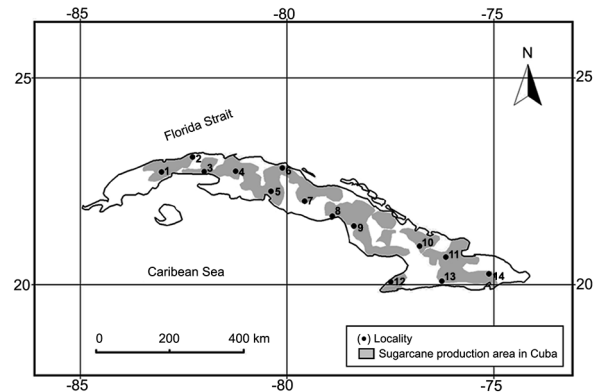 -85 -80 -75
N
25 25
Florida Strait
2
1 3 4 6
5
7
8
9
10
11
Caribean Sea
20 12 13 14 20
0 200 400 km
(•) Locality
Sugarcane production area in Cuba
-85 -80 -75